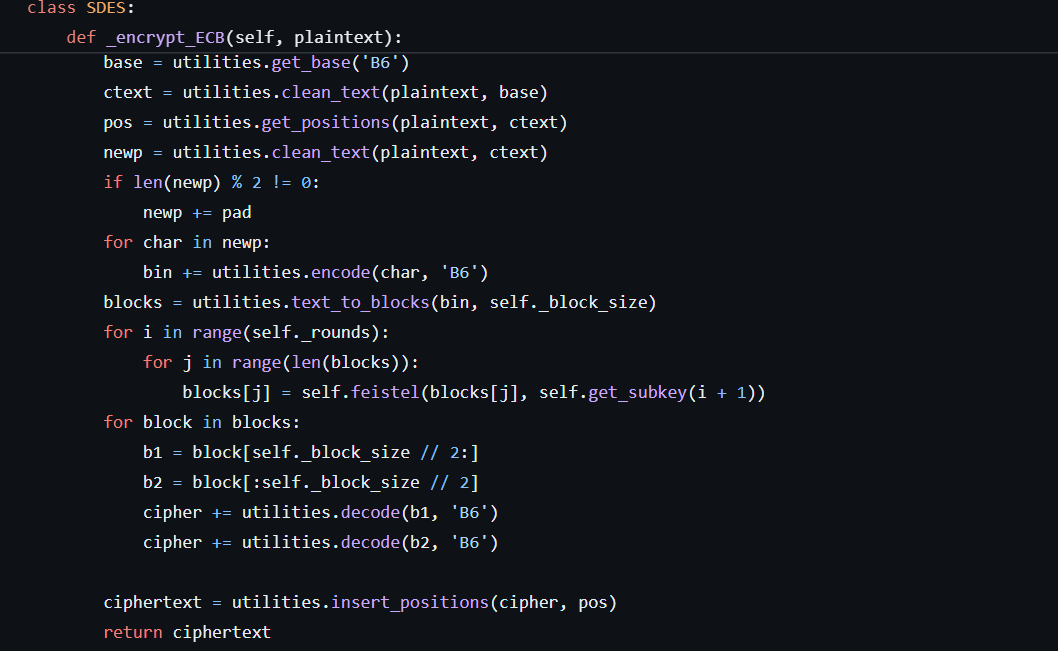 class SDES:
    def _encrypt_ECB(self, plaintext):
        base = utilities.get_base('B6')
        ctext = utilities.clean_text(plaintext, base)
        pos = utilities.get_positions(plaintext, ctext)
        newp = utilities.clean_text(plaintext, ctext)
        if len(newp) % 2 != 0:
            newp += pad
        for char in newp:
            bin += utilities.encode(char, 'B6')
        blocks = utilities.text_to_blocks(bin, self._block_size)
        for i in range(self._rounds):
            for j in range(len(blocks)):
                blocks[j] = self.feistel(blocks[j], self.get_subkey(i + 1))
        for block in blocks:
            b1 = block[self._block_size // 2:]
            b2 = block[:self._block_size // 2]
            cipher += utilities.decode(b1, 'B6')
            cipher += utilities.decode(b2, 'B6')

        ciphertext = utilities.insert_positions(cipher, pos)
        return ciphertext